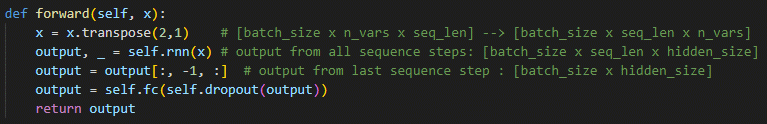 def forward(self, x):
    x = x.transpose(2,1)    # [batch_size x n_vars x seq_len] --> [batch_size x seq_len x n_vars]
    output, _ = self.rnn(x) # output from all sequence steps: [batch_size x seq_len x hidden_size]
    output = output[:, -1, :]  # output from last sequence step : [batch_size x hidden_size]
    output = self.fc(self.dropout(output))
    return output